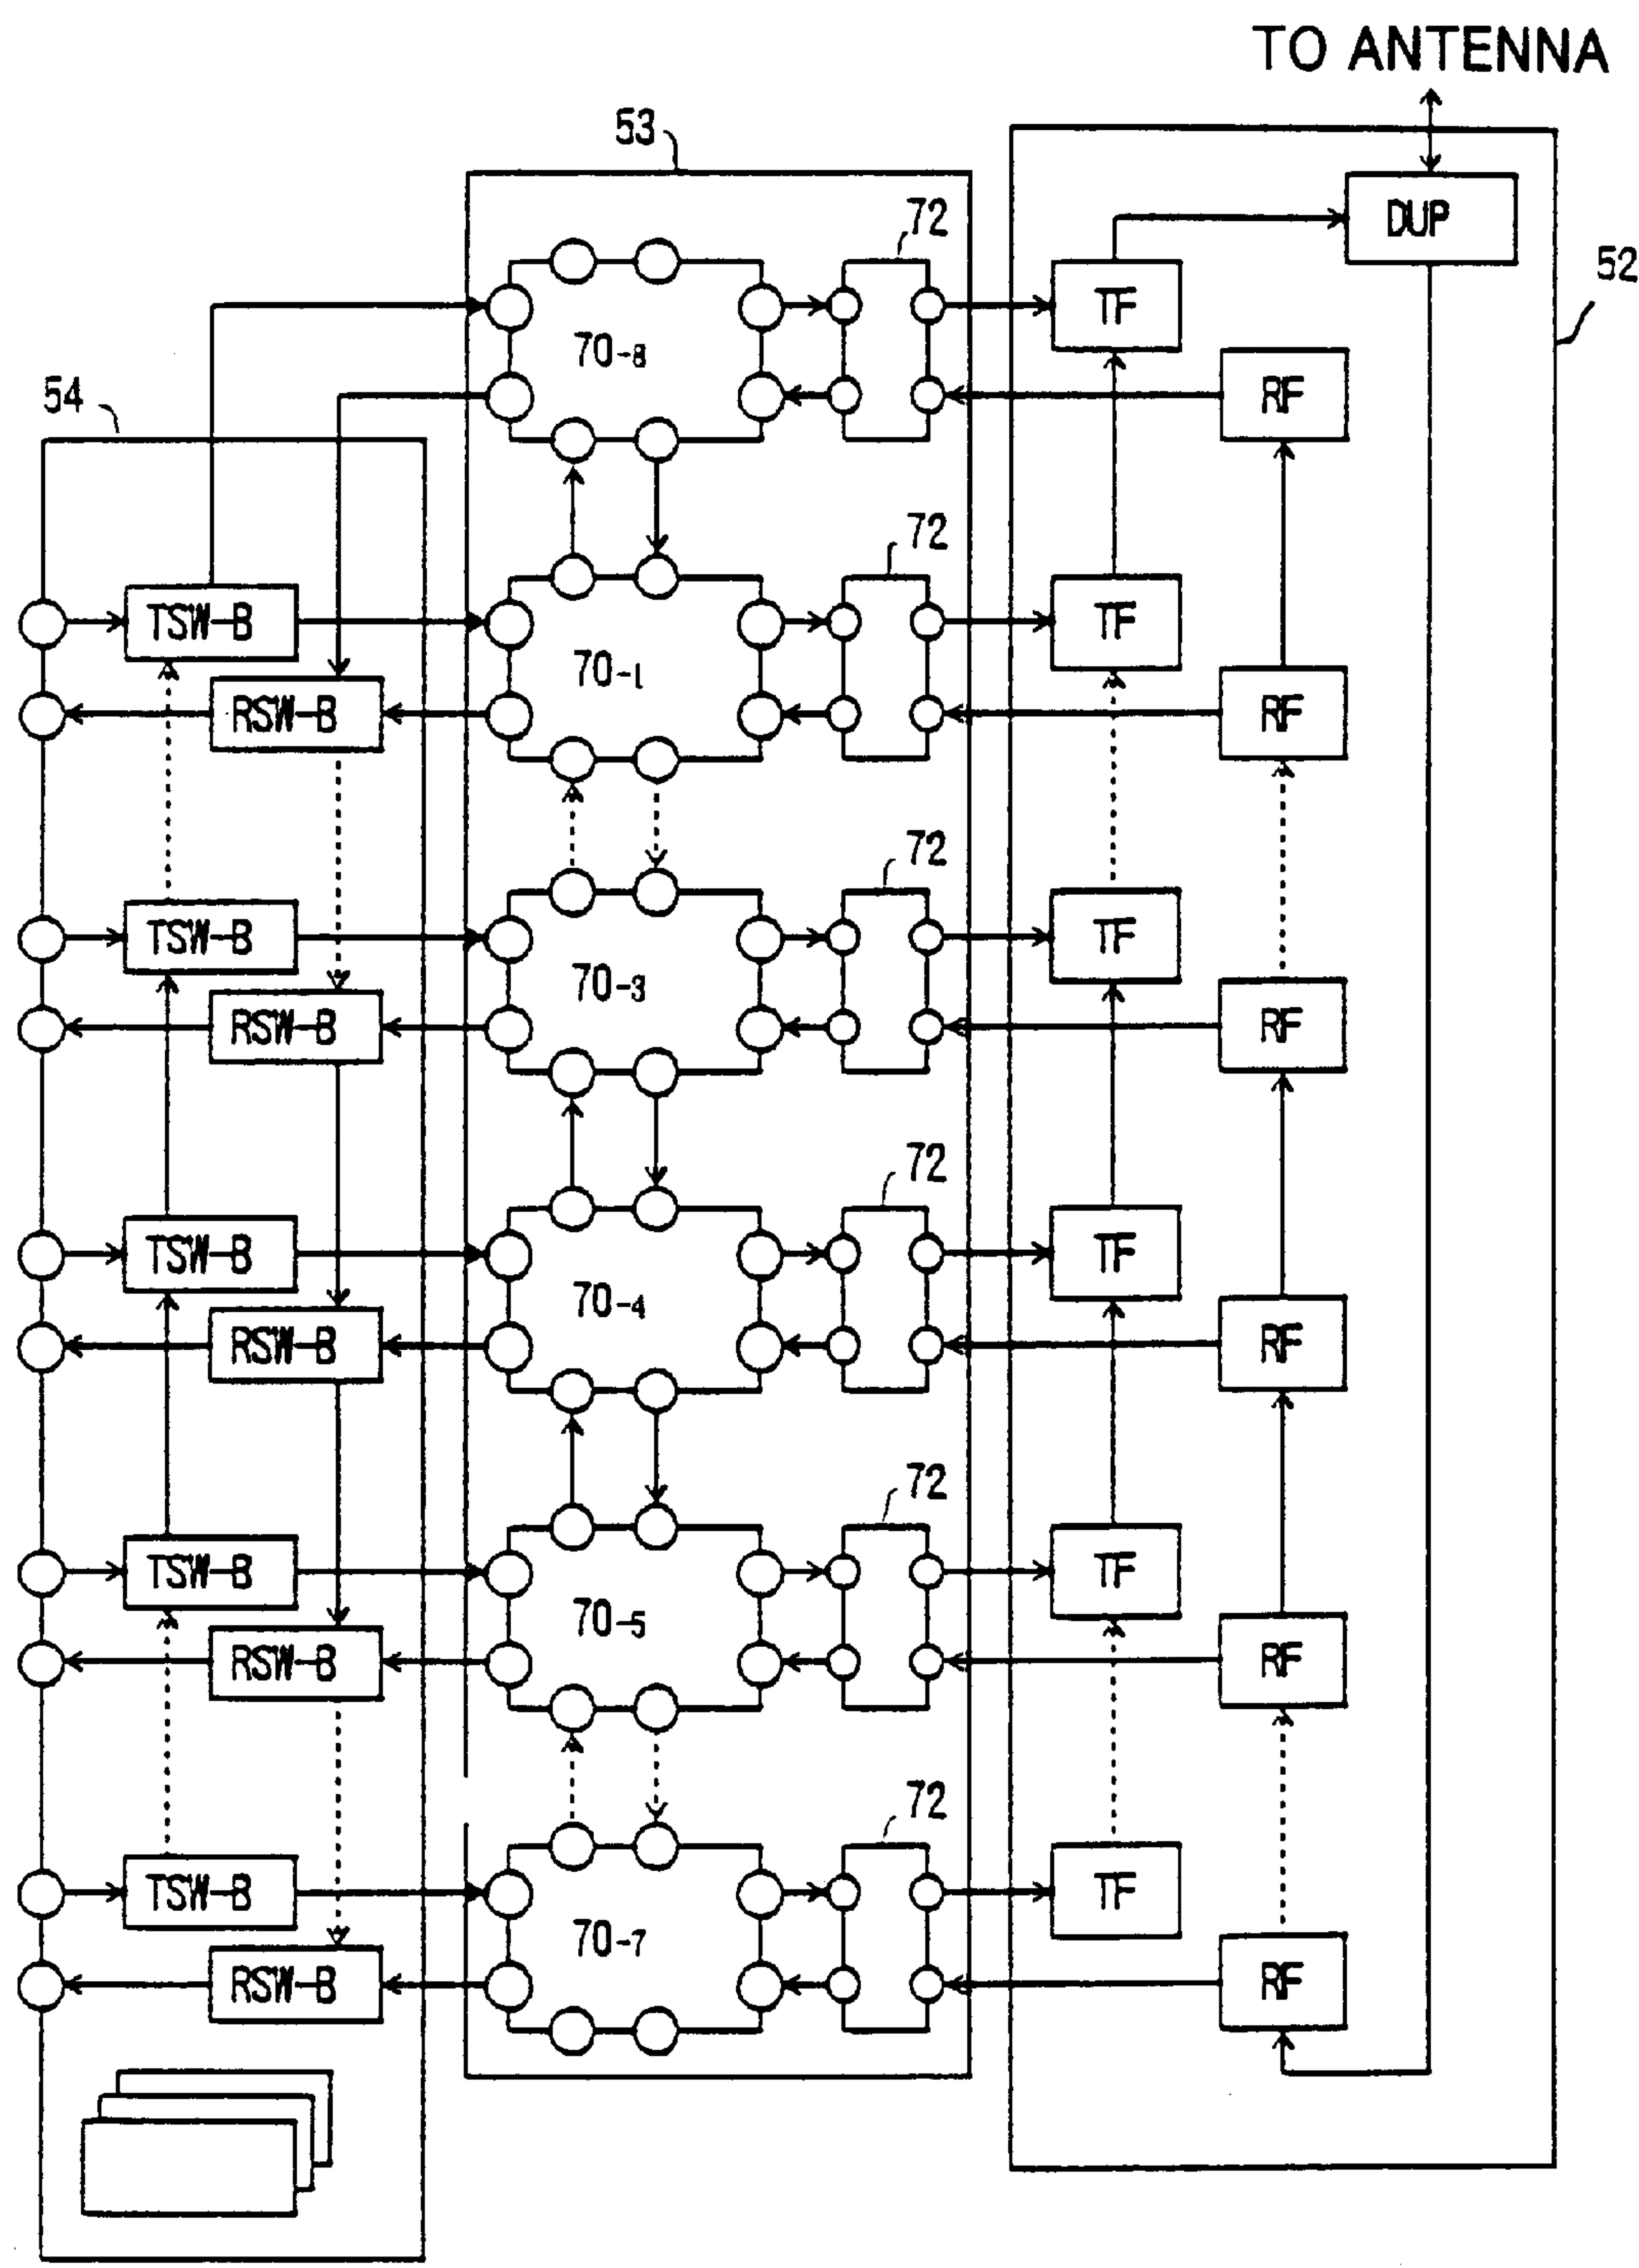 TO ANTENNA
53
DUP
72
52
TF
70-8
RF
54
72
TSW-B
TF
70-1
RSW-B
RF
72
TSW-B
TF
70-3
RSW-B
RF
72
TSW-B
TF
70-4
RSW-B
RF
72
TSW-B
TF
70-5
RSW-B
RF
72
TSW-B
TF
70-7
RSW-B
RF